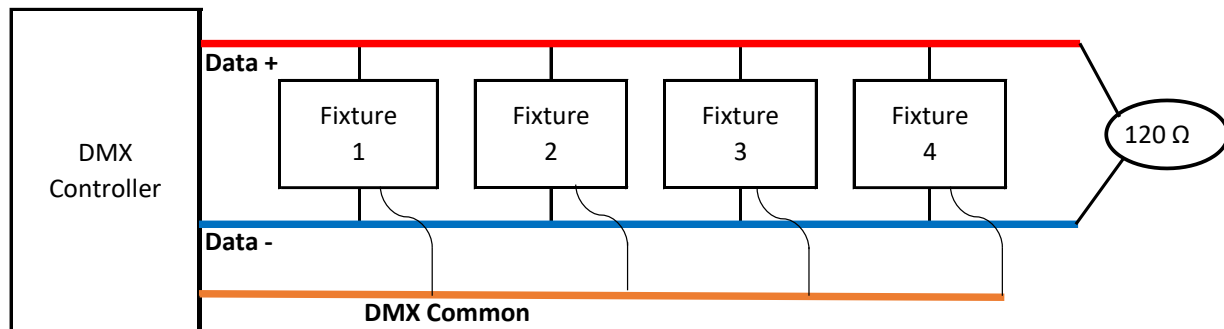 Data +
Fixture
1
Fixture
2
Fixture
3
Fixture
4
120 Ω
DMX
Controller
Data -
DMX Common